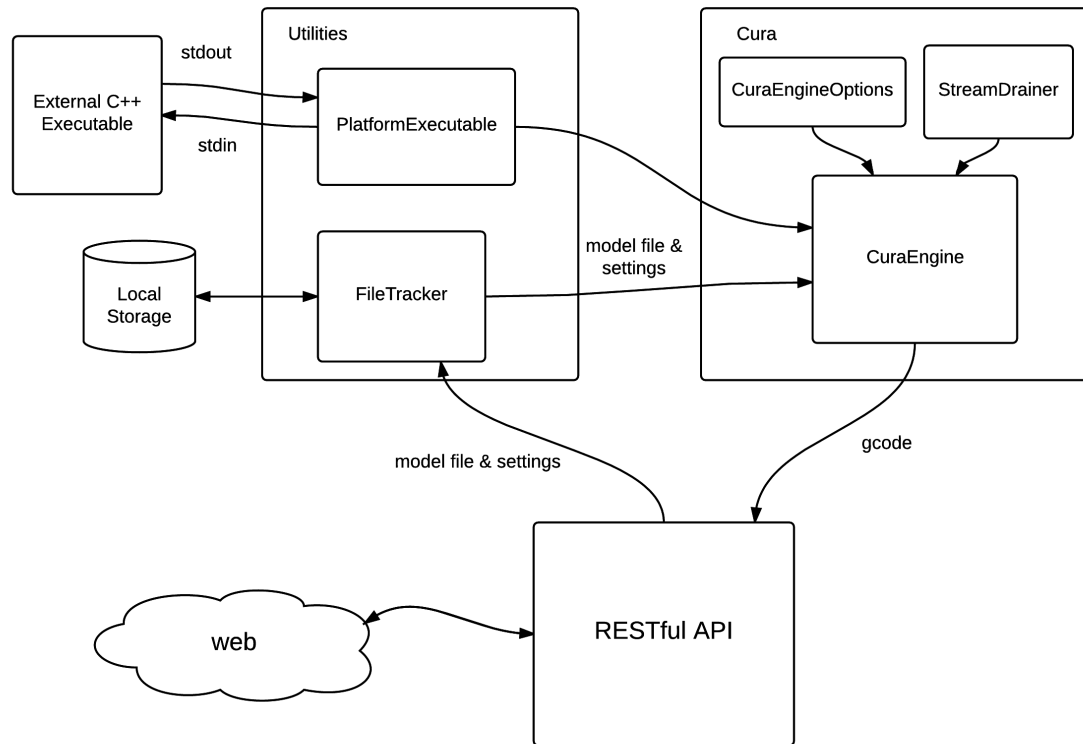 Utilities
Cura
stdout
External C++
Executable
stdin
PlatformExecutable
CuraEngineOptions
StreamDrainer
CuraEngine
model file &
settings
Local
Storage
FileTracker
model file & settings
gcode
web
RESTful API